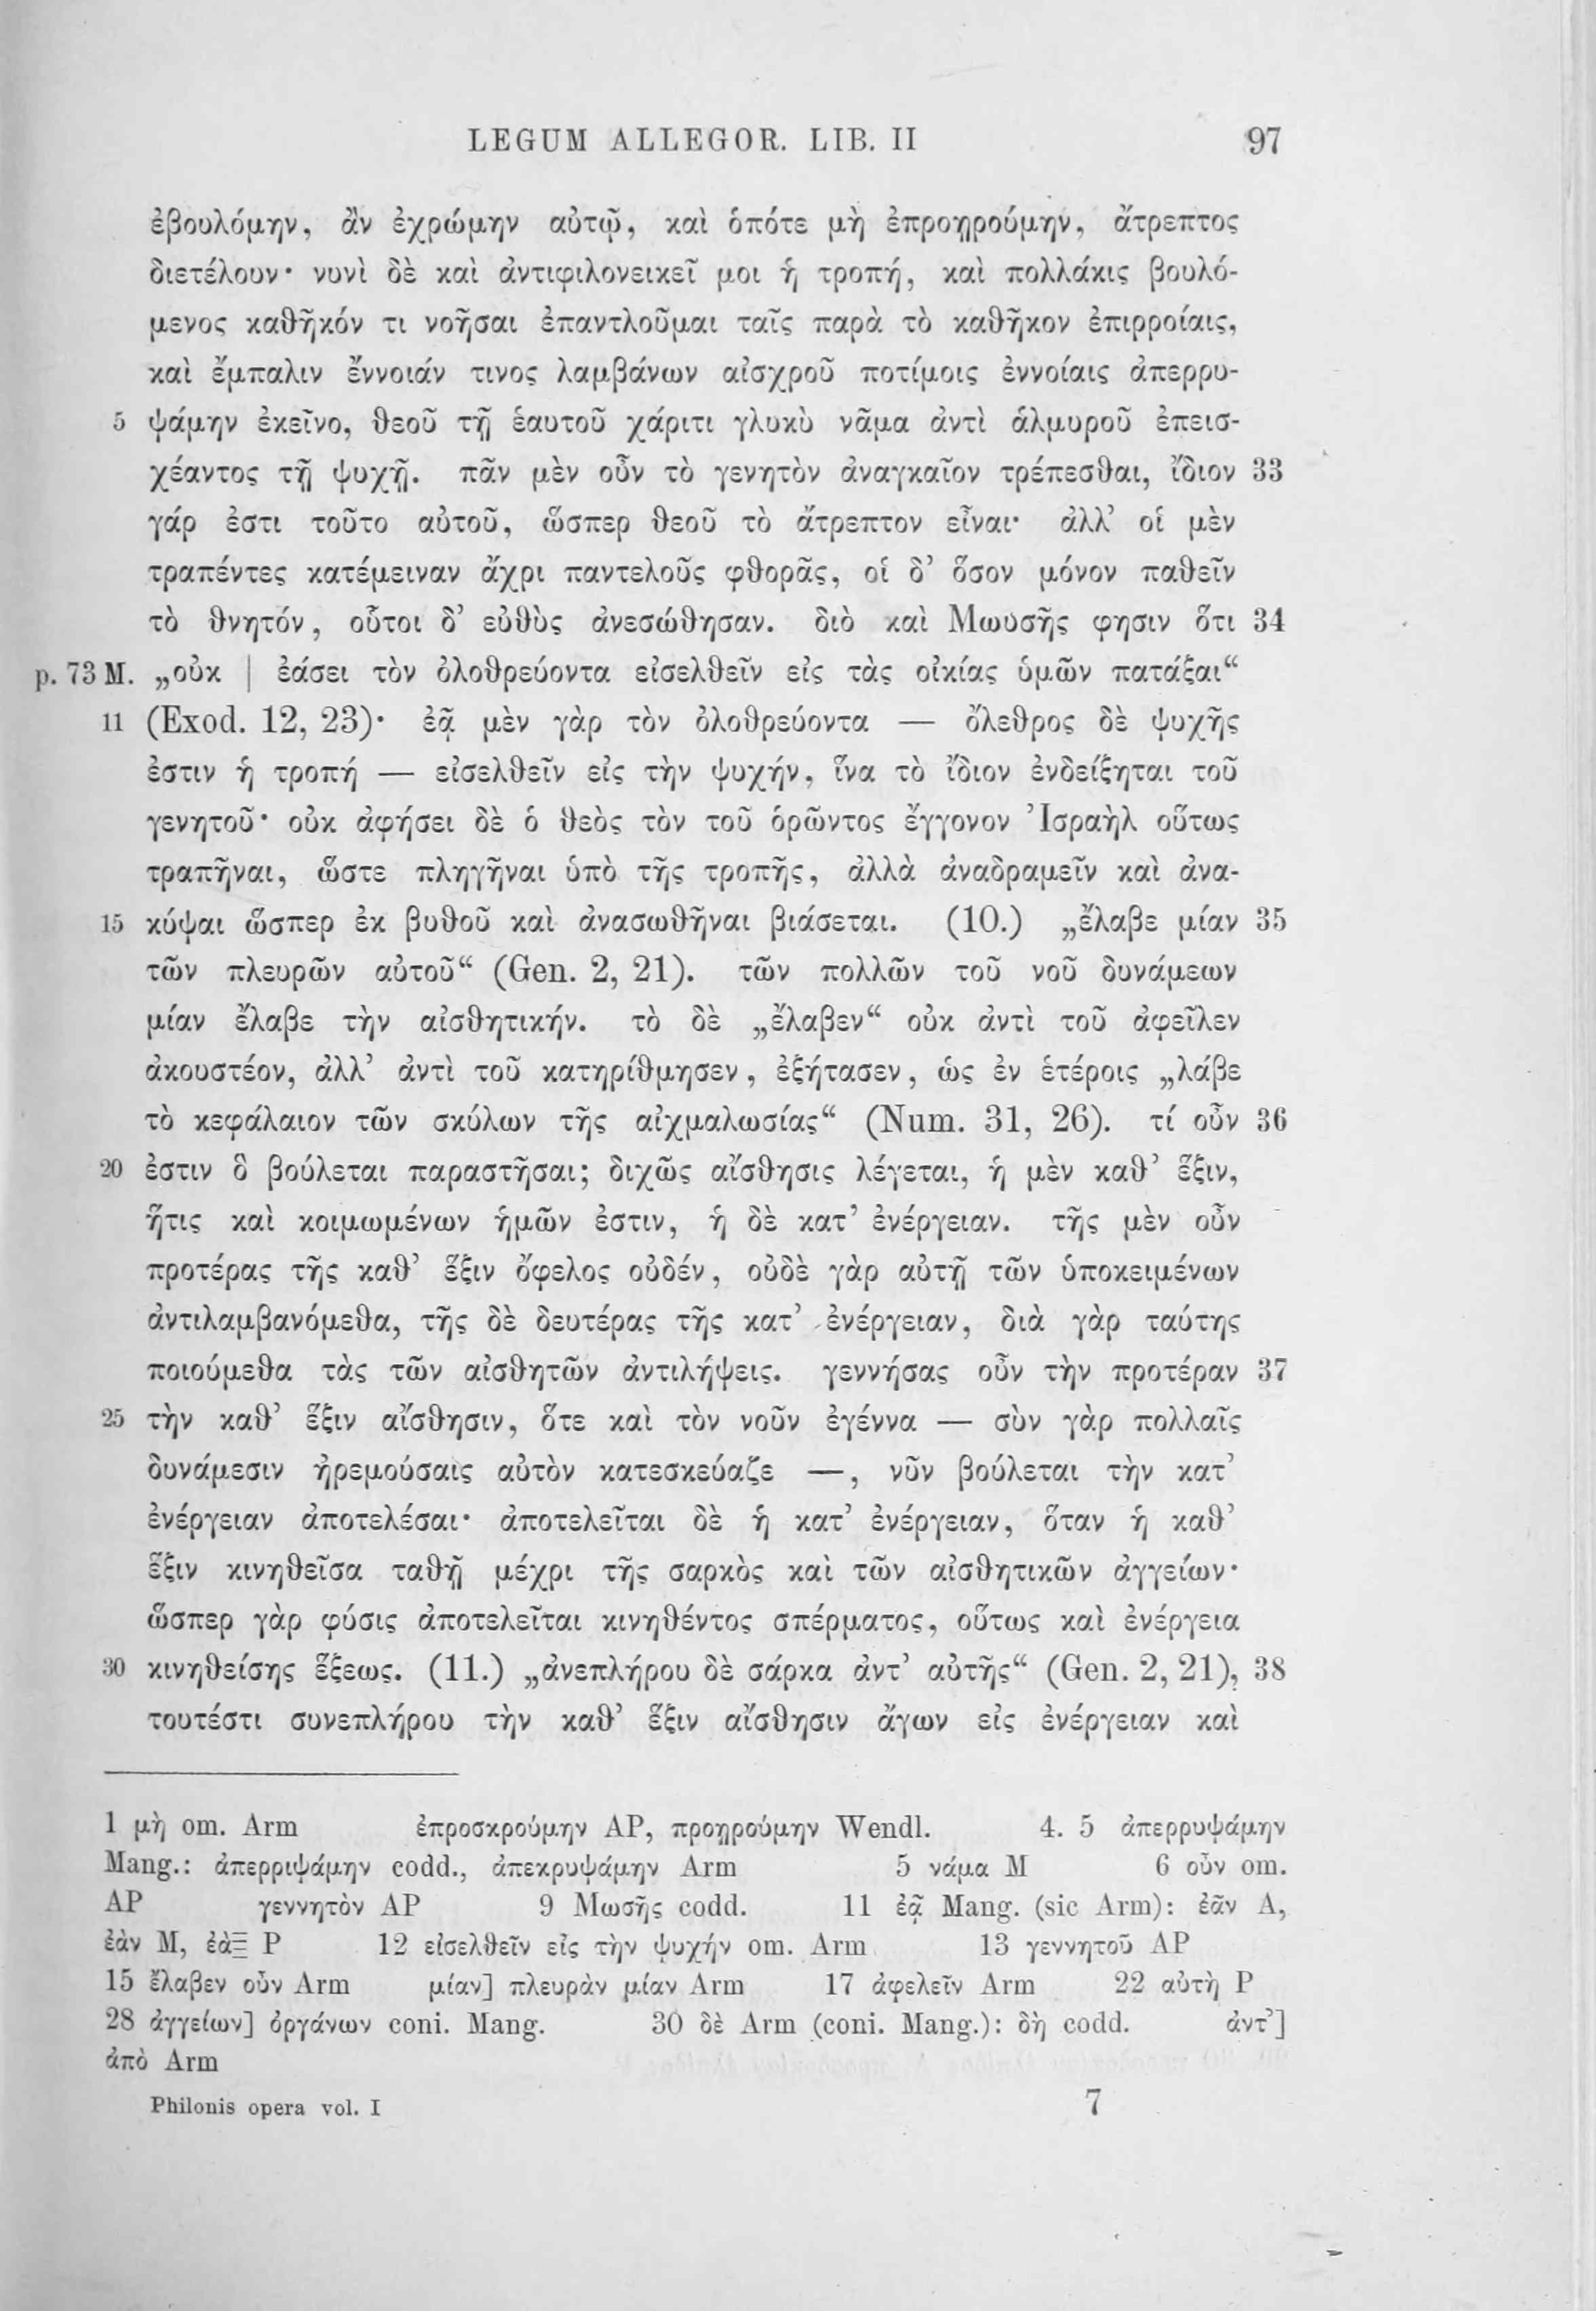 LEGUM ALLEGOR. LIB. II 97
ἐβουλόμην, ἂν ἐχρώμην αὐτῷ, καὶ ὁπότε μὴ ἐπροῃρούμην, ἄτρεπτος
διετέλουν· νυνὶ δὲ καὶ ἀντιφιλονεικεῖ μοι ἡ τροπή, καὶ πολλάκις βουλό-
μενος καθῆκόν τι νοῆσαι ἐπαντλοῦμαι ταῖς παρὰ τὸ καθῆκον ἐπιρροίαις,
καὶ ἔμπαλιν ἔννοιάν τινος λαμβάνων αἰσχροῦ ποτίμοις ἐννοίαις ἀπερρυ-
5 ψάμην ἐκεῖνο, θεοῦ τῇ ἑαυτοῦ χάριτι γλυκὺ νᾶμα ἀντὶ ἁλμυροῦ ἐπεισ-
χέαντος τῇ ψυχῇ. πᾶν μὲν οὖν τὸ γενητὸν ἀναγκαῖον τρέπεσθαι, ἴδιον 33
γάρ ἐστι τοῦτο αὐτοῦ, ὥσπερ θεοῦ τὸ ἄτρεπτον εἶναι· ἀλλ’ οἱ μὲν
τραπέντες κατέμειναν ἄχρι παντελοῦς φθορᾶς, οἱ δ’ ὅσον μόνον παθεῖν
τὸ θνητόν, οὗτοι δ’ εὐθὺς ἀνεσώθησαν. διὸ καὶ Μωυσῆς φησιν ὅτι 34
p. 73 M. „οὐκ | ἐάσει τὸν ὀλοθρεύοντα εἰσελθεῖν εἰς τὰς οἰκίας ὑμῶν πατάξαι“
11 (Exod. 12, 23)· ἐᾷ μὲν γὰρ τὸν ὀλοθρεύοντα — ὄλεθρος δὲ ψυχῆς
ἐστιν ἡ τροπή — εἰσελθεῖν εἰς τὴν ψυχήν, ἵνα τὸ ἴδιον ἐνδείξηται τοῦ
γενητοῦ· οὐκ ἀφήσει δὲ ὁ θεὸς τὸν τοῦ ὁρῶντος ἔγγονον Ἰσραὴλ οὕτως
τραπῆναι, ὥστε πληγῆναι ὑπὸ τῆς τροπῆς, ἀλλὰ ἀναδραμεῖν καὶ ἀνα-
15 κύψαι ὥσπερ ἐκ βυθοῦ καὶ ἀνασωθῆναι βιάσεται. (10.) „ἔλαβε μίαν 35
τῶν πλευρῶν αὐτοῦ“ (Gen. 2, 21). τῶν πολλῶν τοῦ νοῦ δυνάμεων
μίαν ἔλαβε τὴν αἰσθητικήν. τὸ δὲ „ἔλαβεν“ οὐκ ἀντὶ τοῦ ἀφεῖλεν
ἀκουστέον, ἀλλ’ ἀντὶ τοῦ κατηρίθμησεν, ἐξήτασεν, ὡς ἐν ἑτέροις „λάβε
τὸ κεφάλαιον τῶν σκύλων τῆς αἰχμαλωσίας“ (Num. 31, 26). τί οὖν 36
20 ἐστιν ὃ βούλεται παραστῆσαι; διχῶς αἴσθησις λέγεται, ἡ μὲν καθ’ ἕξιν,
ἥτις καὶ κοιμωμένων ἡμῶν ἐστιν, ἡ δὲ κατ’ ἐνέργειαν. τῆς μὲν οὖν
προτέρας τῆς καθ’ ἕξιν ὄφελος οὐδέν, οὐδὲ γὰρ αὐτῇ τῶν ὑποκειμένων
ἀντιλαμβανόμεθα, τῆς δὲ δευτέρας τῆς κατ’ ἐνέργειαν, διὰ γὰρ ταύτης
ποιούμεθα τὰς τῶν αἰσθητῶν ἀντιλήψεις. γεννήσας οὖν τὴν προτέραν 37
25 τὴν καθ’ ἕξιν αἴσθησιν, ὅτε καὶ τὸν νοῦν ἐγέννα — σὺν γὰρ πολλαῖς
δυνάμεσιν ἠρεμούσαις αὐτὸν κατεσκεύαζε —, νῦν βούλεται τὴν κατ’
ἐνέργειαν ἀποτελέσαι· ἀποτελεῖται δὲ ἡ κατ’ ἐνέργειαν, ὅταν ἡ καθ’
ἕξιν κινηθεῖσα ταθῇ μέχρι τῆς σαρκὸς καὶ τῶν αἰσθητικῶν ἀγγείων·
ὥσπερ γὰρ φύσις ἀποτελεῖται κινηθέντος σπέρματος, οὕτως καὶ ἐνέργεια
30 κινηθείσης ἕξεως. (11.) „ἀνεπλήρου δὲ σάρκα ἀντ’ αὐτῆς“ (Gen. 2, 21), 38
τουτέστι συνεπλήρου τὴν καθ’ ἕξιν αἴσθησιν ἄγων εἰς ἐνέργειαν καὶ
1 μὴ om. Arm ἐπροσκρούμην AP, προῃρούμην Wendl. 4. 5 ἀπερρυψάμην
Mang.: ἀπερριψάμην codd., ἀπεκρυψάμην Arm 5 νάμα M 6 οὖν om.
AP γεννητὸν AP 9 Μωσῆς codd. 11 ἐᾷ Mang. (sic Arm): ἐᾶν A,
ἐὰν M, ἐὰΞ P 12 εἰσελθεῖν εἰς τὴν ψυχήν om. Arm 13 γεννητοῦ AP
15 ἔλαβεν οὖν Arm μίαν] πλευρὰν μίαν Arm 17 ἀφελεῖν Arm 22 αὐτὴ P
28 ἀγγείων] ὀργάνων coni. Mang. 30 δὲ Arm (coni. Mang.): δὴ codd. ἀντ’]
ἀπὸ Arm
Philonis opera vol. I 7